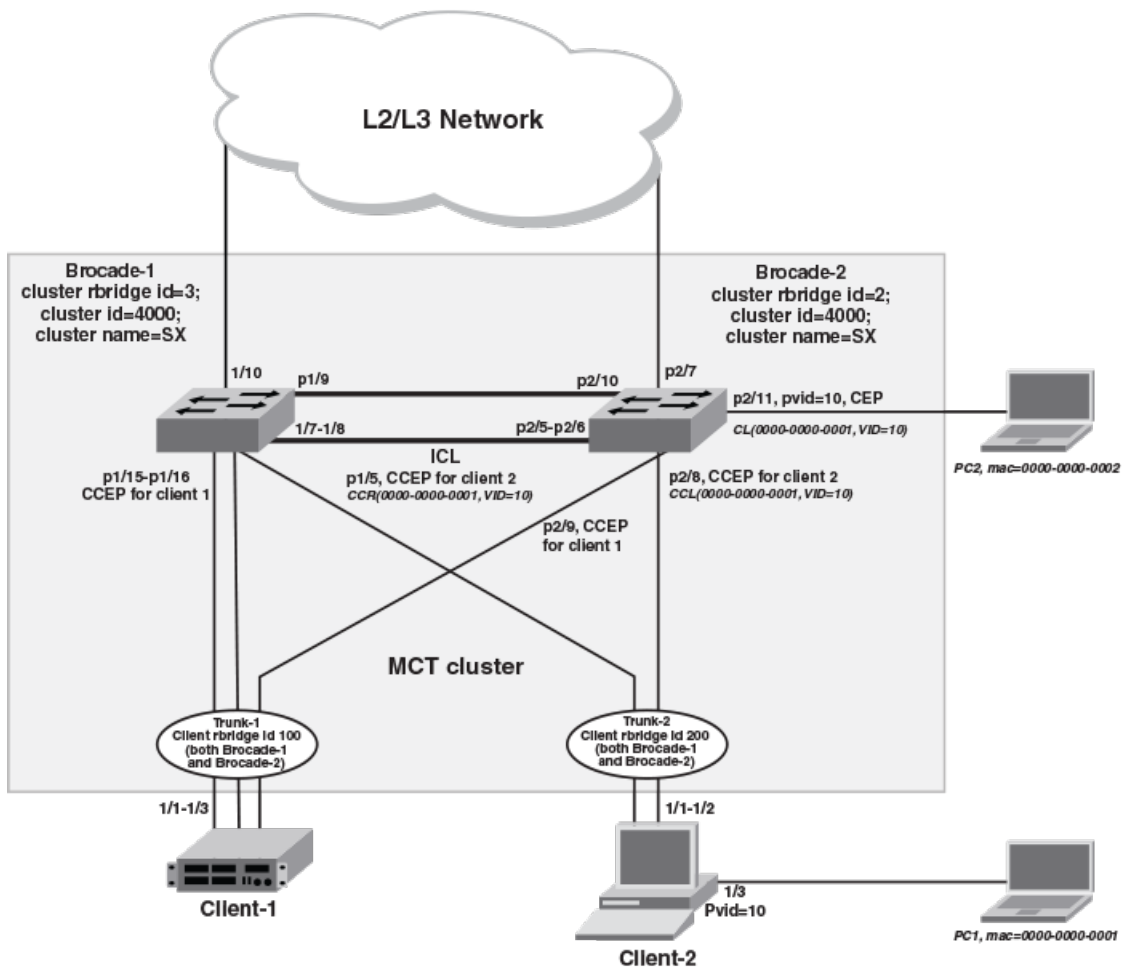 L2/L3 Network
Brocade-1
cluster rbridge id=3;
cluster id=4000;
cluster name=SX
Brocade-2
cluster rbridge id=2;
cluster id=4000;
cluster name=SX
1/10
p1/9
p2/10
p2/7
p2/11, pvid=10, CEP
CL(0000-0000-0001, VID=10)
PC2, mac=0000-0000-0002
1/7-1/8
p2/5-p2/6
ICL
p1/15-p1/16
CCEP for client 1
p1/5, CCEP for client 2
CCR(0000-0000-0001, VID=10)
p2/8, CCEP for client 2
CCL(0000-0000-0001, VID=10)
p2/9, CCEP
for client 1
MCT cluster
Trunk-1
Client rbridge id 100
(both Brocade-1
and Brocade-2)
Trunk-2
Client rbridge id 200
(both Brocade-1
and Brocade-2)
1/1-1/3
1/1-1/2
Client-1
1/3
Pvid=10
Client-2
PC1, mac=0000-0000-0001